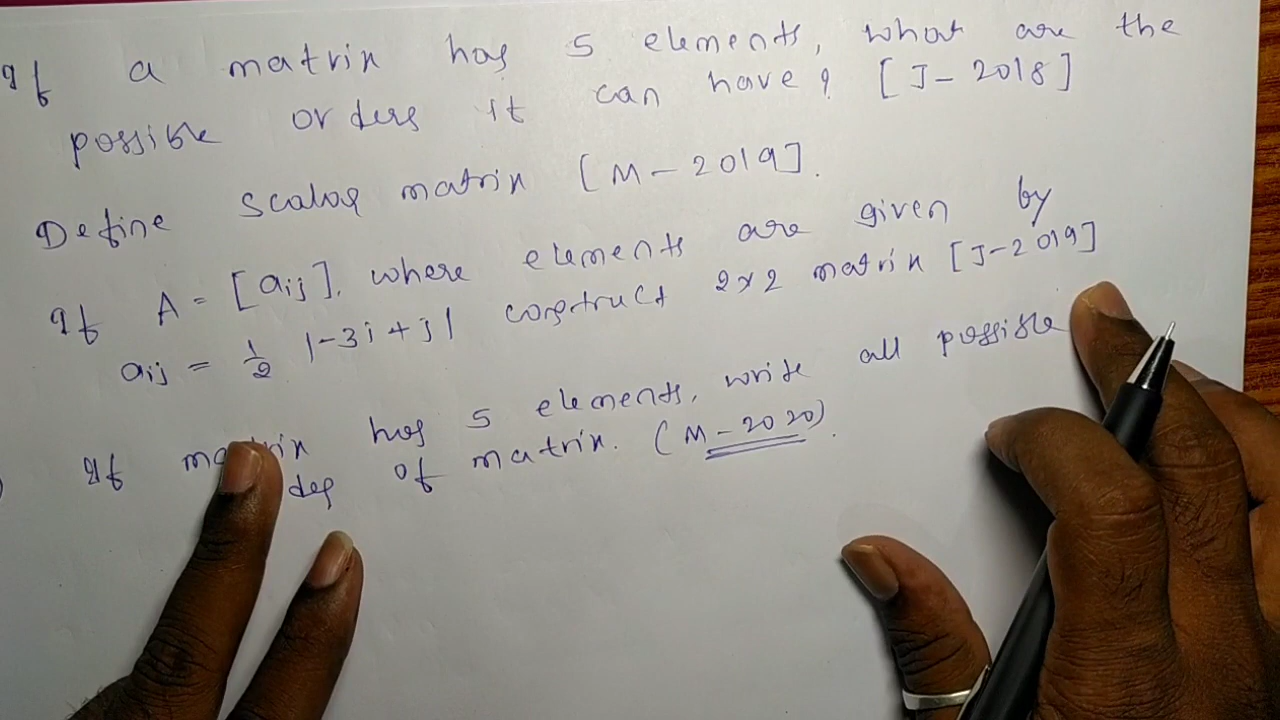 If a matrix has 5 elements, what are the
possible orders it can have? [J-2018]
Define scalar matrix [M-2019].
If A = [aij], where elements are given by
aij = 1/2 |-3i+j| construct 2x2 matrix [J-2019]
If matrix has 5 elements, write all possible
of matrix. (M-2020).